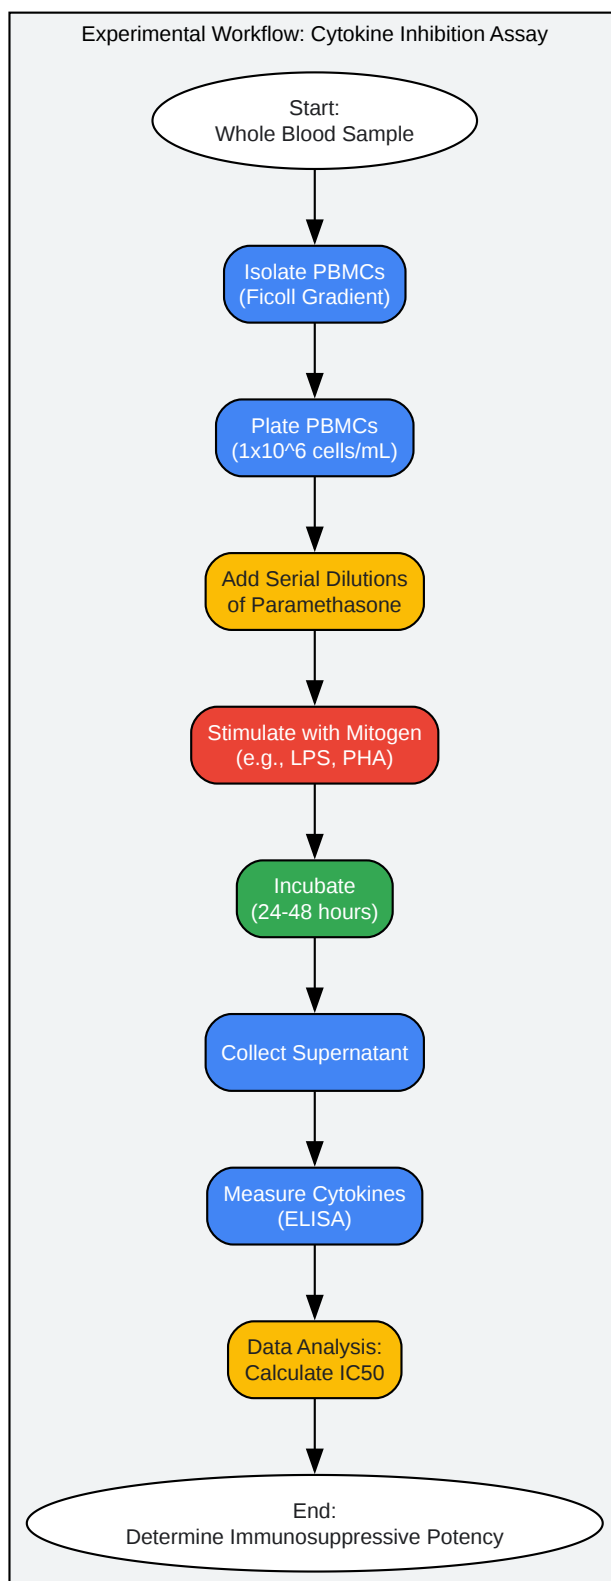 Experimental Workflow: Cytokine Inhibition Assay
Start:
Whole Blood Sample
Isolate PBMCs
(Ficoll Gradient)
Plate PBMCs
(1x10^6 cells/mL)
Add Serial Dilutions
of Paramethasone
Stimulate with Mitogen
(e.g., LPS, PHA)
Incubate
(24-48 hours)
Collect Supernatant
Measure Cytokines
(ELISA)
Data Analysis:
Calculate IC50
End:
Determine Immunosuppressive Potency